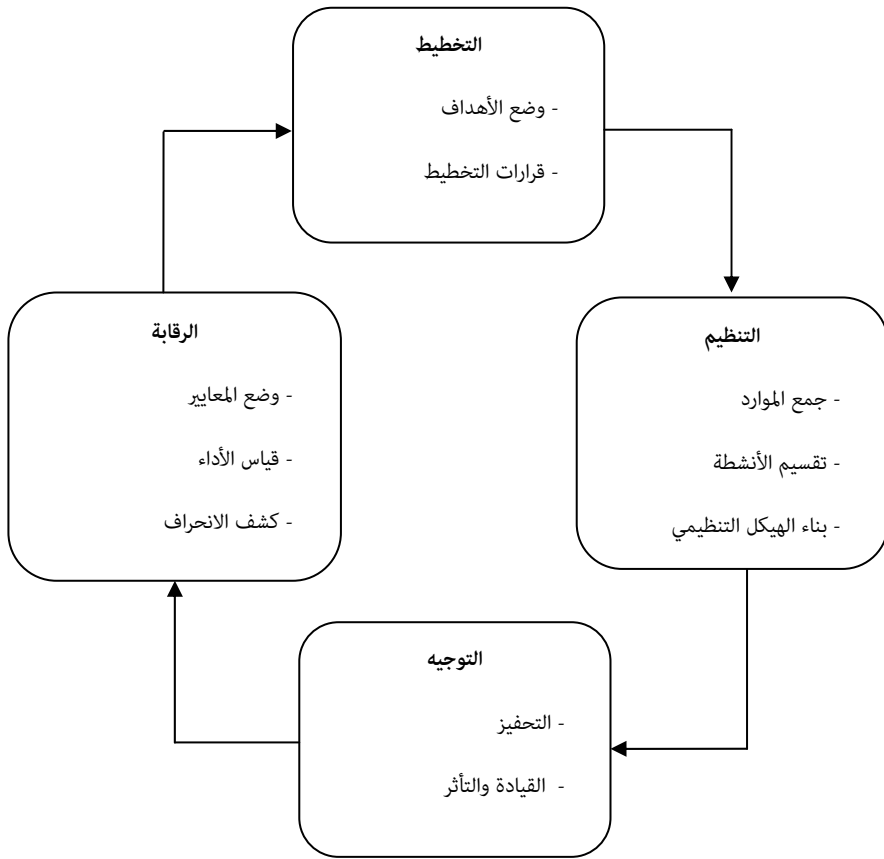 التخطيط
- وضع الأهداف
- قرارات التخطيط
التنظيم
- جمع الموارد
- تقسيم الأنشطة
- بناء الهيكل التنظيمي
التوجيه
- التحفيز
- القيادة والتأثر
الرقابة
- وضع المعايير
- قياس الأداء
- كشف الانحراف